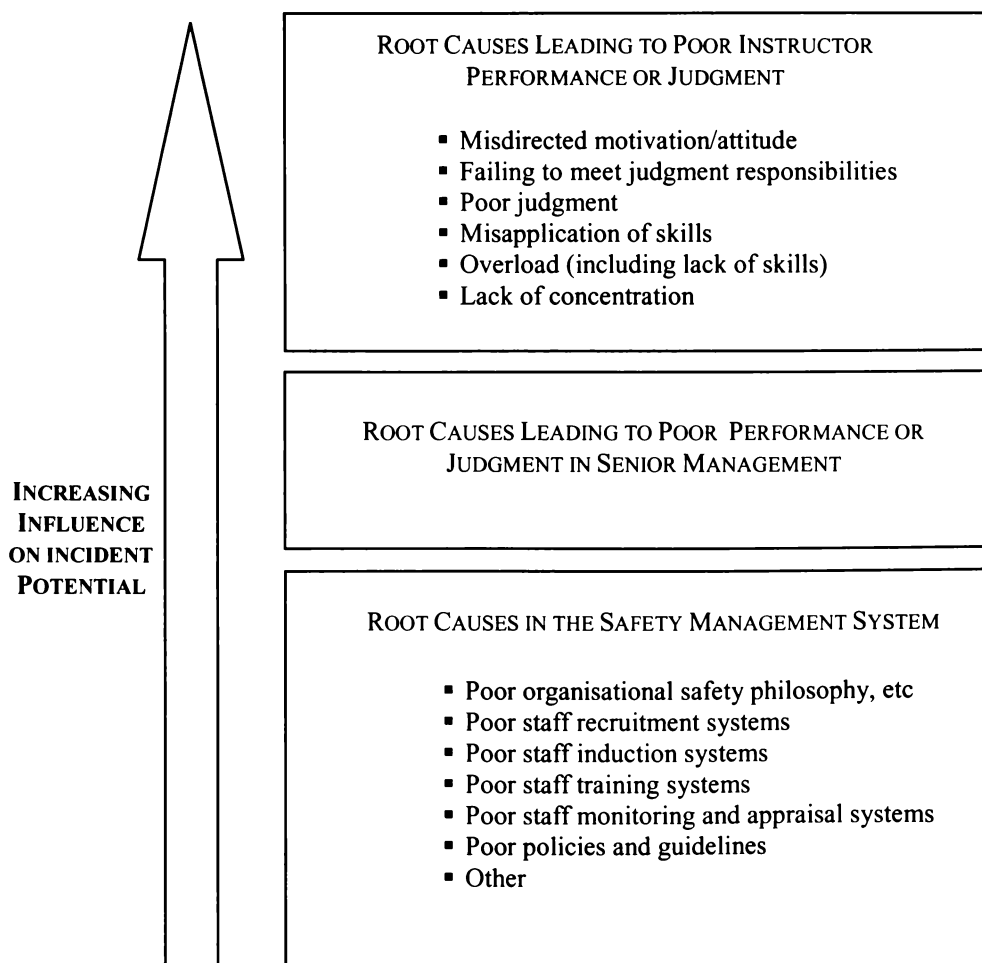 ROOT CAUSES LEADING TO POOR INSTRUCTOR
PERFORMANCE OR JUDGMENT
▪ Misdirected motivation/attitude
▪ Failing to meet judgment responsibilities
▪ Poor judgment
▪ Misapplication of skills
▪ Overload (including lack of skills)
▪ Lack of concentration
ROOT CAUSES LEADING TO POOR PERFORMANCE OR
JUDGMENT IN SENIOR MANAGEMENT
INCREASING
INFLUENCE
ON INCIDENT
POTENTIAL
ROOT CAUSES IN THE SAFETY MANAGEMENT SYSTEM
▪ Poor organisational safety philosophy, etc
▪ Poor staff recruitment systems
▪ Poor staff induction systems
▪ Poor staff training systems
▪ Poor staff monitoring and appraisal systems
▪ Poor policies and guidelines
▪ Other